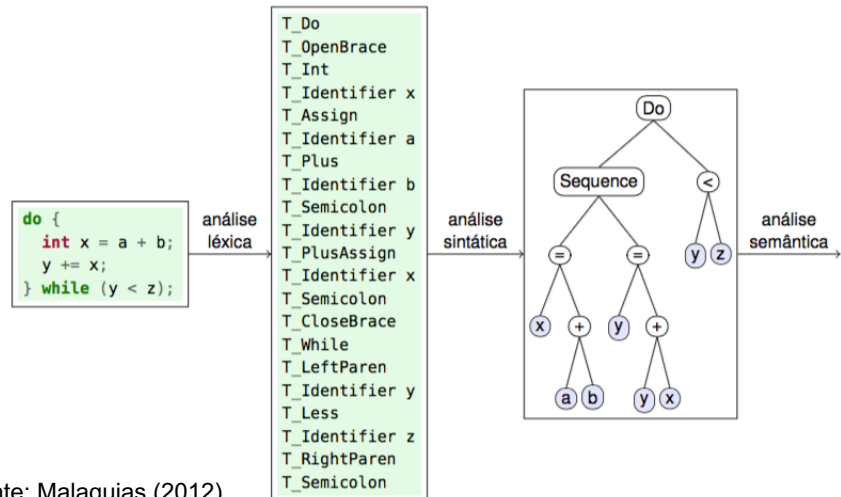 do {
int x = a + b;
y += x;
} while (y < z);
análise
léxica
T_Do
T_OpenBrace
T_Int
T_Identifier x
T_Assign
T_Identifier a
T_Plus
T_Identifier b
T_Semicolon
T_Identifier y
T_PlusAssign
T_Identifier x
T_Semicolon
T_CloseBrace
T_While
T_LeftParen
T_Identifier y
T_Less
T_Identifier z
T_RightParen
T_Semicolon
análise
sintática
Do
Sequence <
= = y z
x + y +
a b y x
análise
semântica
nte: Malaquias (2012)